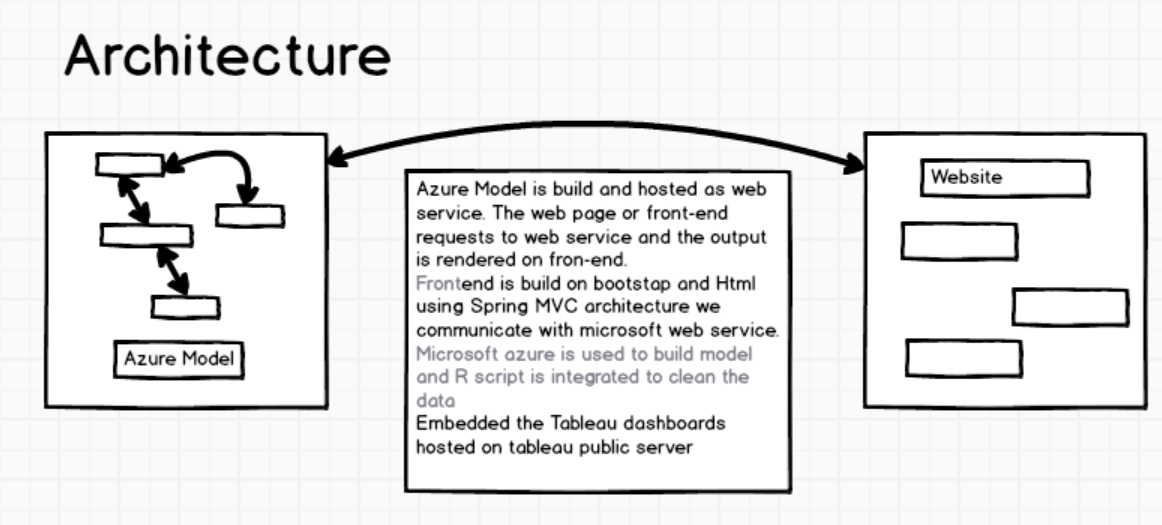 Architecture
Azure Model is build and hosted as web
service. The web page or front-end
requests to web service and the output
is rendered on fron-end.
Frontend is build on bootstap and Html
using Spring MVC architecture we
communicate with microsoft web service.
Microsoft azure is used to build model
and R script is integrated to clean the
data
Embedded the Tableau dashboards
hosted on tableau public server
Azure Model
Website